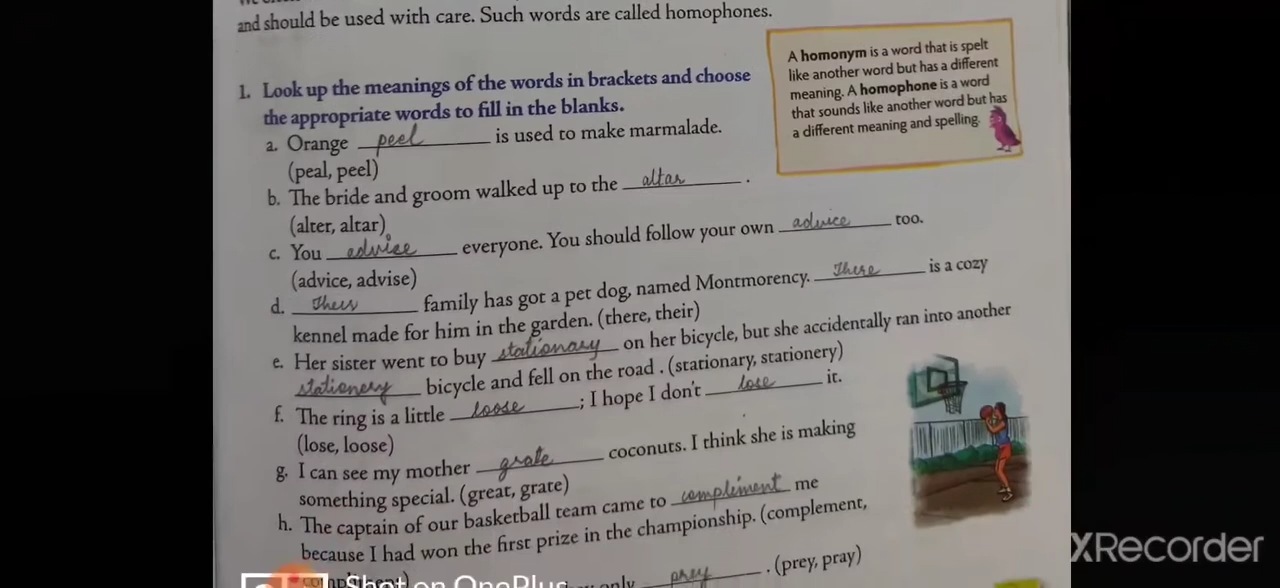 and should be used with care. Such words are called homophones.
A homonym is a word that is spelt
like another word but has a different
meaning. A homophone is a word
that sounds like another word but has
a different meaning and spelling.
1. Look up the meanings of the words in brackets and choose
the appropriate words to fill in the blanks.
a. Orange peel is used to make marmalade.
(peal, peel)
b. The bride and groom walked up to the altar.
(alter, altar)
c. You advise everyone. You should follow your own advice too.
(advice, advise)
d. Their family has got a pet dog, named Montmorency. There is a cozy
kennel made for him in the garden. (there, their)
e. Her sister went to buy stationary on her bicycle, but she accidentally ran into another
stationery bicycle and fell on the road. (stationary, stationery)
f. The ring is a little loose; I hope I don't lose it.
(lose, loose)
g. I can see my mother grate coconuts. I think she is making
something special. (great, grate)
h. The captain of our basketball team came to compliment me
because I had won the first prize in the championship. (complement,
only prey. (prey, pray)
Shot on OnePlus
XRecorder